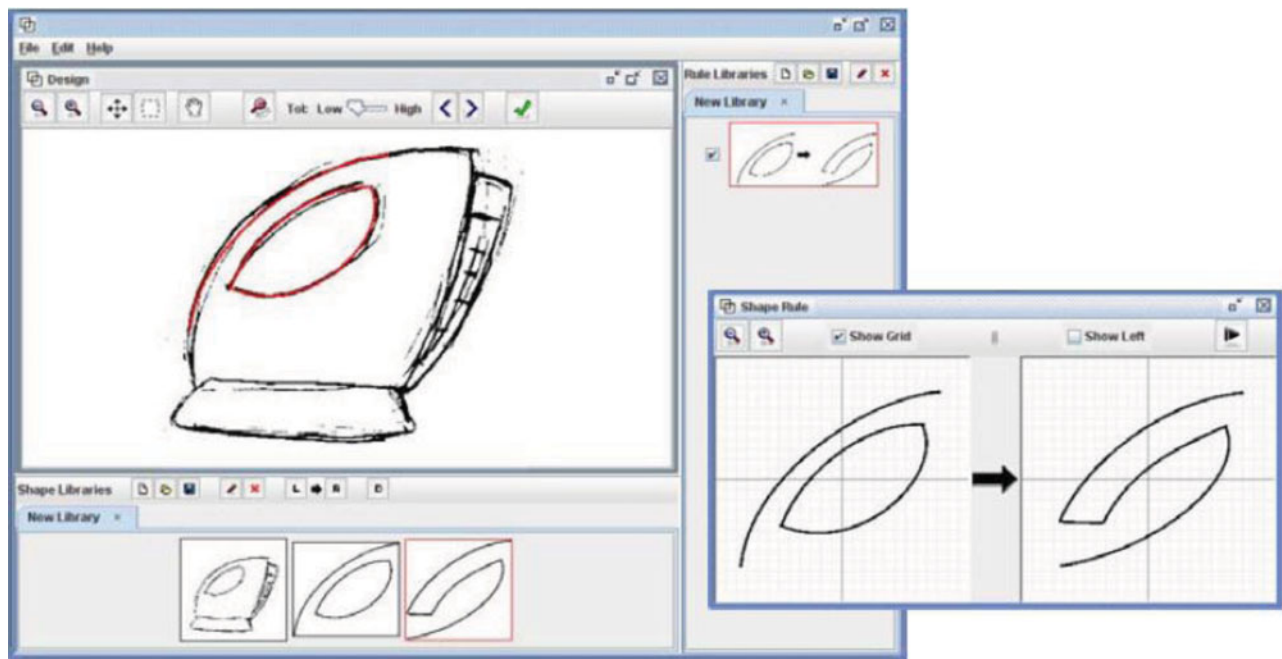 File Edit Help
Design
Tol: Low High
Rule Libraries
New Library ×
Shape Rule
Show Grid Show Left
Shape Libraries L R D
New Library ×